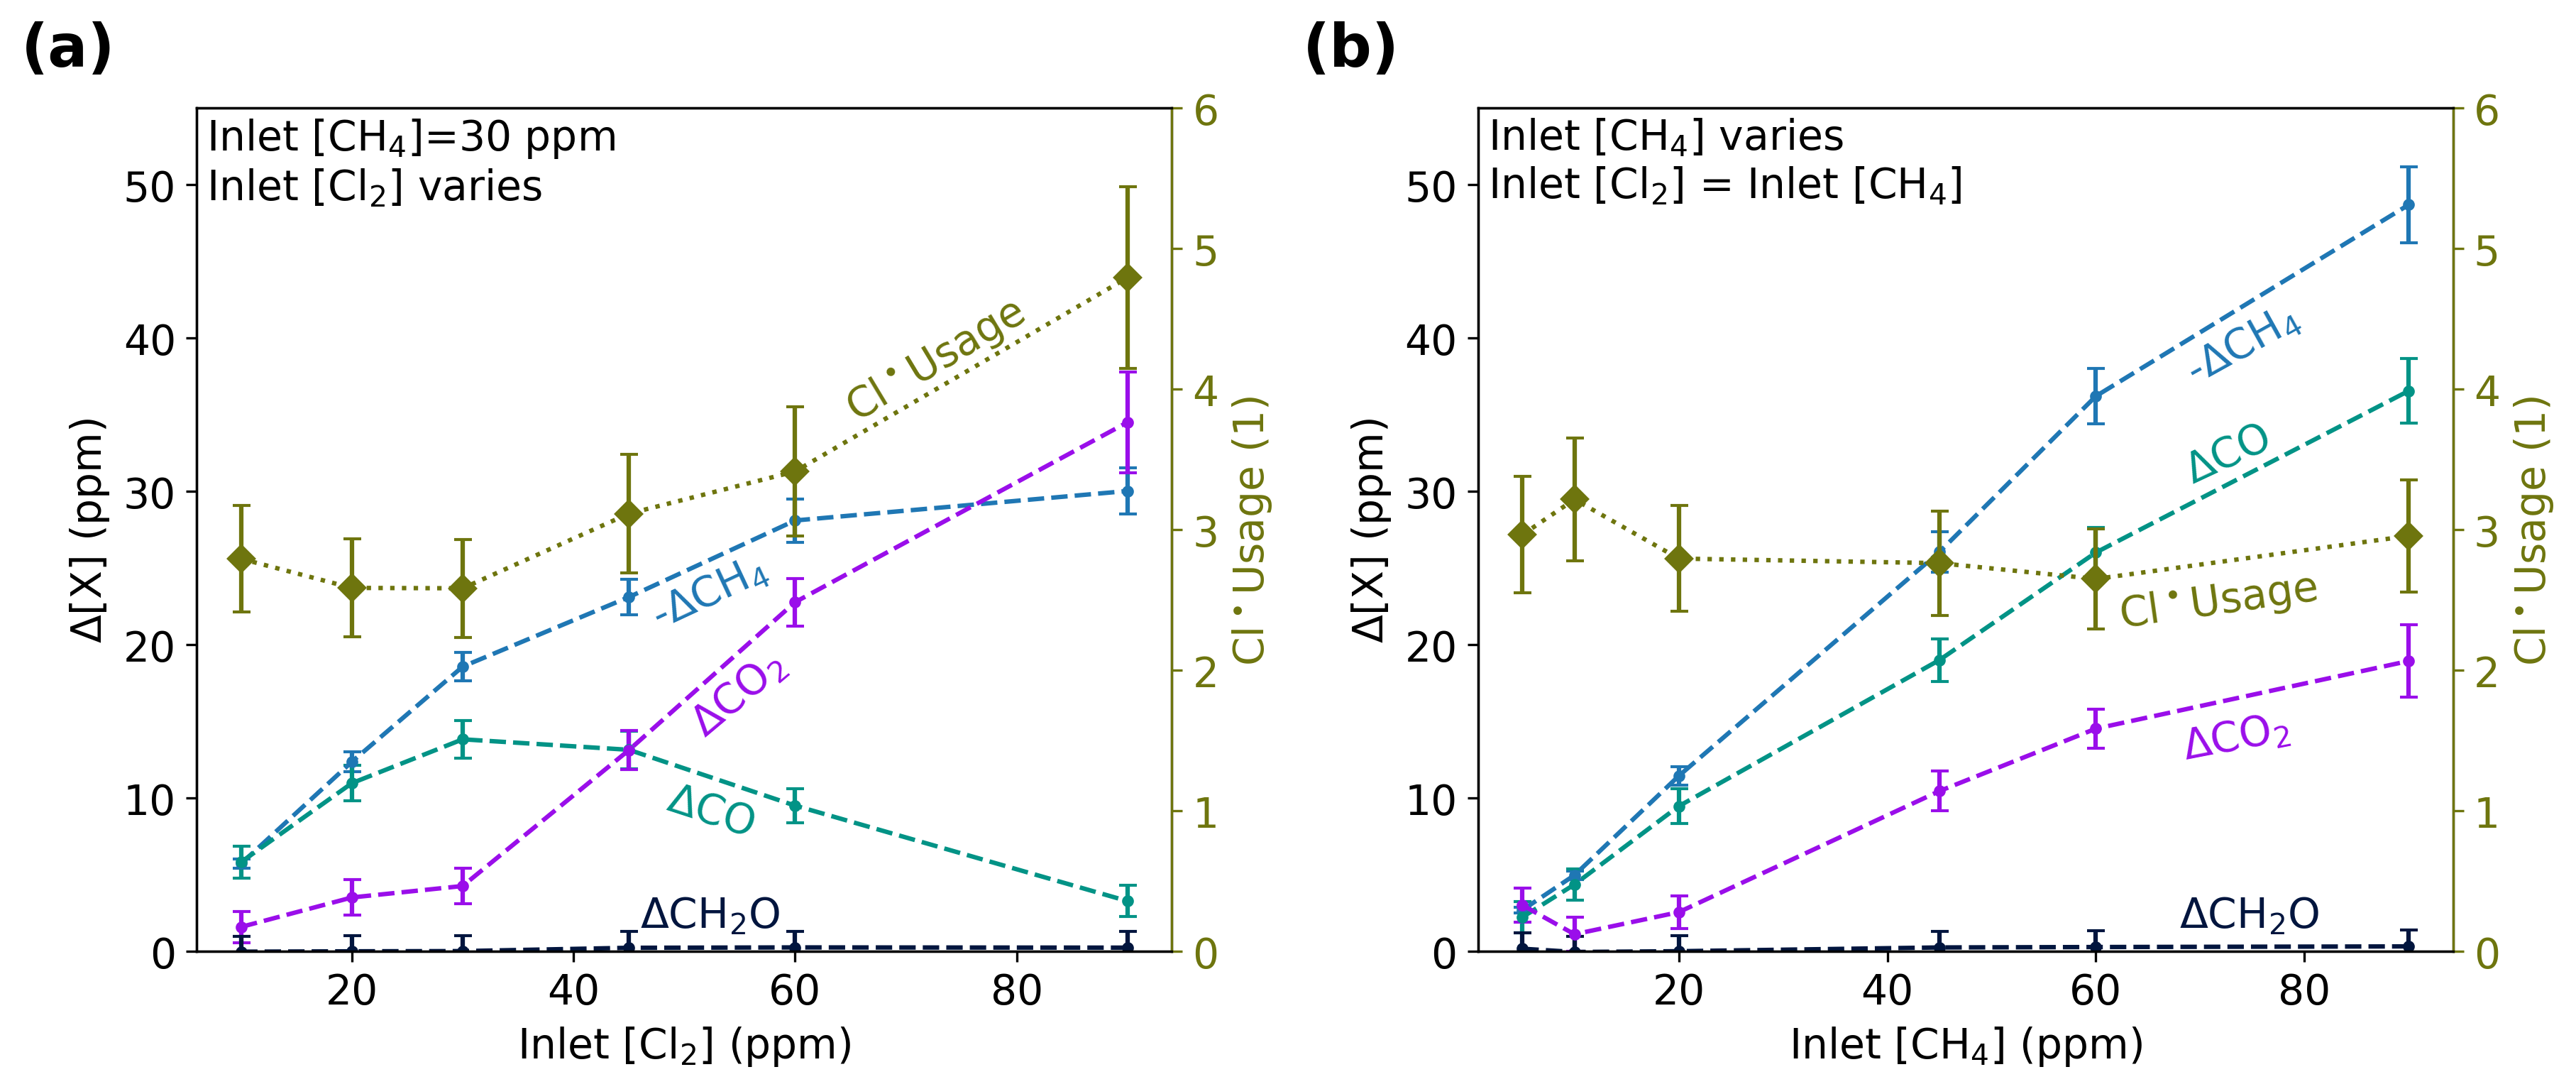 (a)
Inlet [CH₄]=30 ppm
Inlet [Cl₂] varies
Δ[X] (ppm)
50
40
30
20
10
0
20
40
60
80
Inlet [Cl₂] (ppm)
6
5
4
3
2
1
0
Cl•Usage (1)
Cl•Usage
-ΔCH₄
ΔCO₂
ΔCO
ΔCH₂O
(b)
Inlet [CH₄] varies
Inlet [Cl₂] = Inlet [CH₄]
Δ[X] (ppm)
50
40
30
20
10
0
20
40
60
80
Inlet [CH₄] (ppm)
6
5
4
3
2
1
0
Cl•Usage (1)
-ΔCH₄
ΔCO
Cl•Usage
ΔCO₂
ΔCH₂O